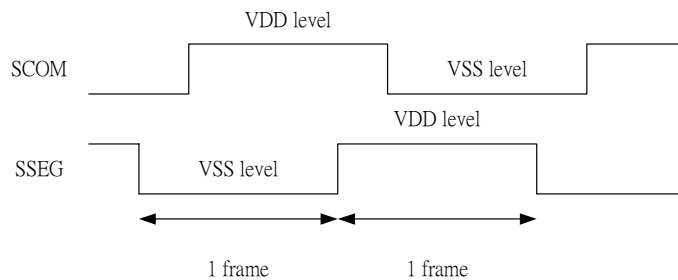 VDD level
SCOM
VSS level
VDD level
SSEG
VSS level
1 frame
1 frame